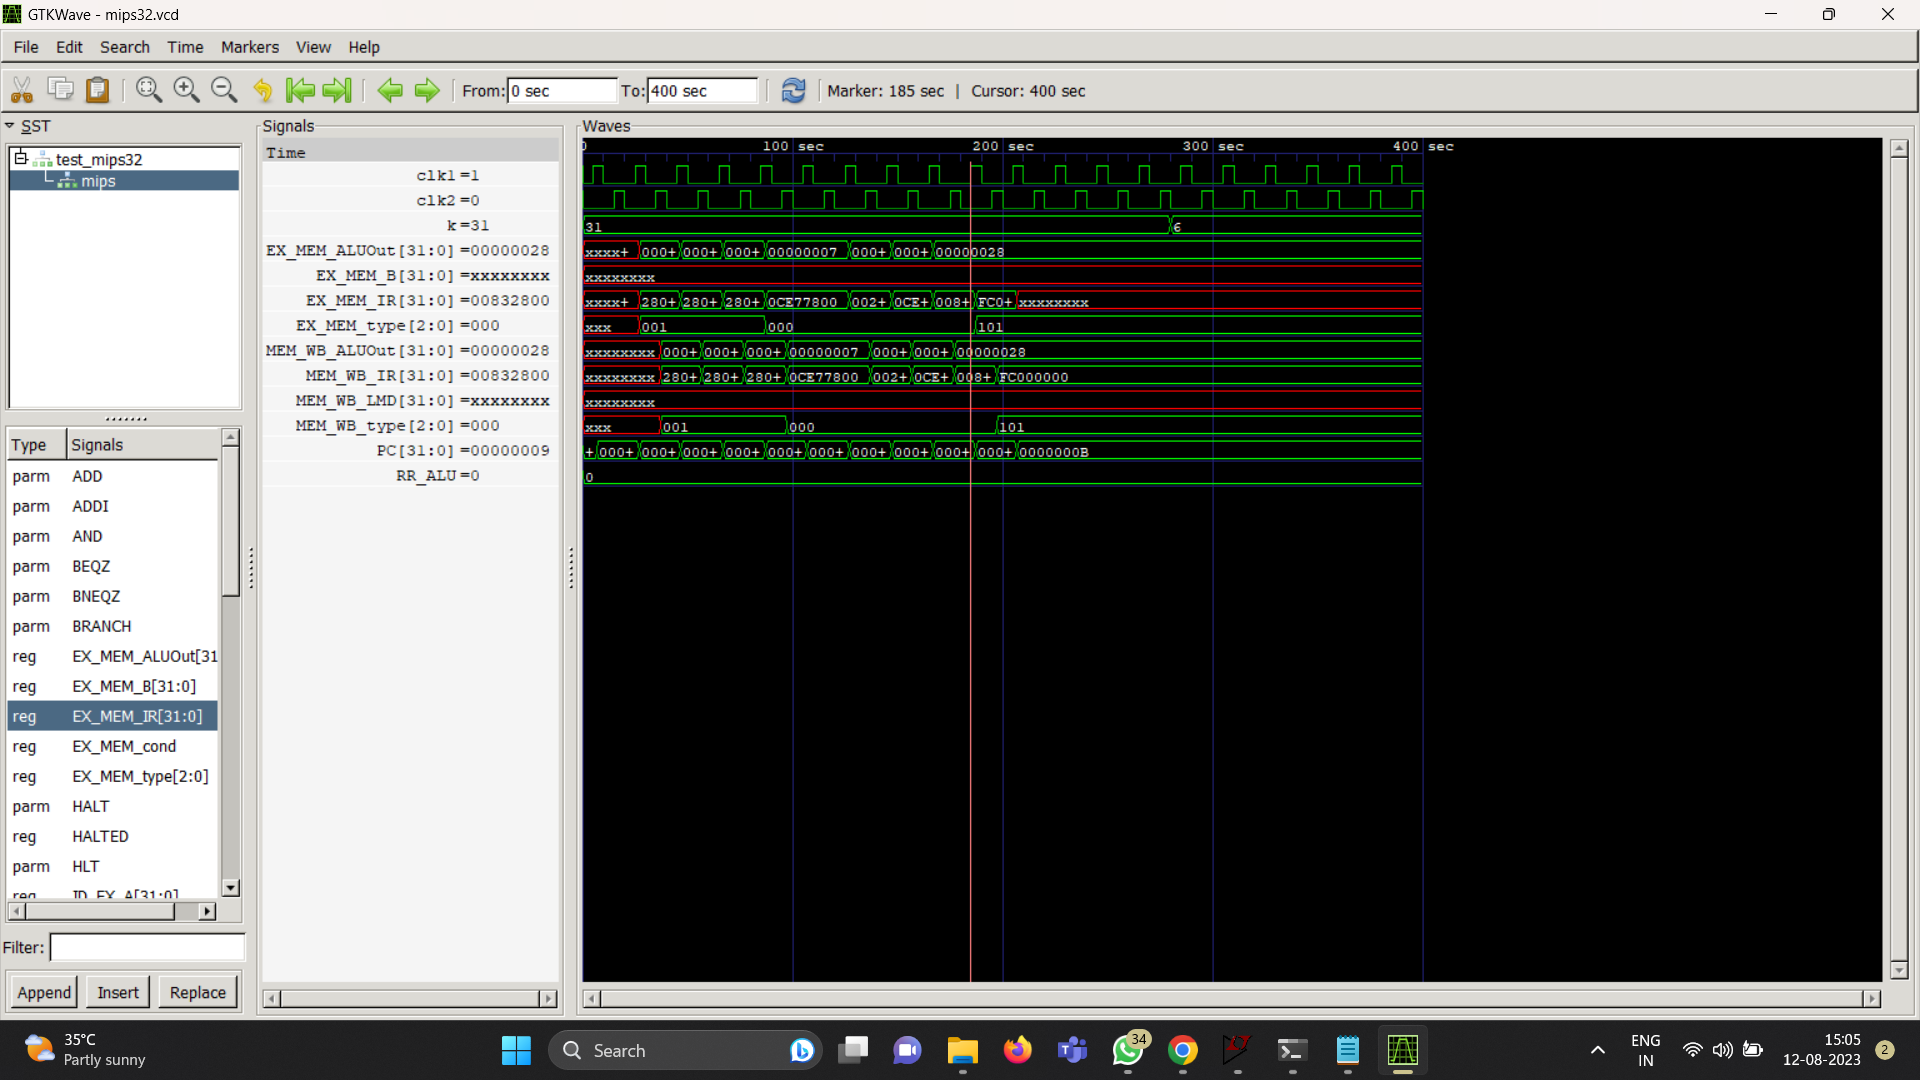 GTKWave - mips32.vcd
File Edit Search Time Markers View Help
From: 0 sec To: 400 sec Marker: 185 sec | Cursor: 400 sec
SST
test_mips32
mips
Type Signals
parm ADD
parm ADDI
parm AND
parm BEQZ
parm BNEQZ
parm BRANCH
reg EX_MEM_ALUOut[31
reg EX_MEM_B[31:0]
reg EX_MEM_IR[31:0]
reg EX_MEM_cond
reg EX_MEM_type[2:0]
parm HALT
reg HALTED
parm HLT
reg ID_EX_A[31:0]
Filter:
Append Insert Replace
Signals
Time
clk1=1
clk2=0
k=31
EX_MEM_ALUOut[31:0]=00000028
EX_MEM_B[31:0]=xxxxxxxx
EX_MEM_IR[31:0]=00832800
EX_MEM_type[2:0]=000
MEM_WB_ALUOut[31:0]=00000028
MEM_WB_IR[31:0]=00832800
MEM_WB_LMD[31:0]=xxxxxxxx
MEM_WB_type[2:0]=000
PC[31:0]=00000009
RR_ALU=0
Waves
0 100 sec 200 sec 300 sec 400 sec
31 6
xxxx+ 000+ 000+ 000+ 00000007 000+ 000+ 00000028
xxxxxxxx
xxxx+ 280+ 280+ 280+ 0CE77800 002+ 0CE+ 008+ FC0+ xxxxxxxx
xxx 001 000 101
xxxxxxxx 000+ 000+ 000+ 00000007 000+ 000+ 00000028
xxxxxxxx 280+ 280+ 280+ 0CE77800 002+ 0CE+ 008+ FC000000
xxxxxxxx
xxx 001 000 101
+ 000+ 000+ 000+ 000+ 000+ 000+ 000+ 000+ 000+ 000+ 0000000B
0
35°C
Partly sunny
Search
34
ENG
IN
15:05
12-08-2023
2